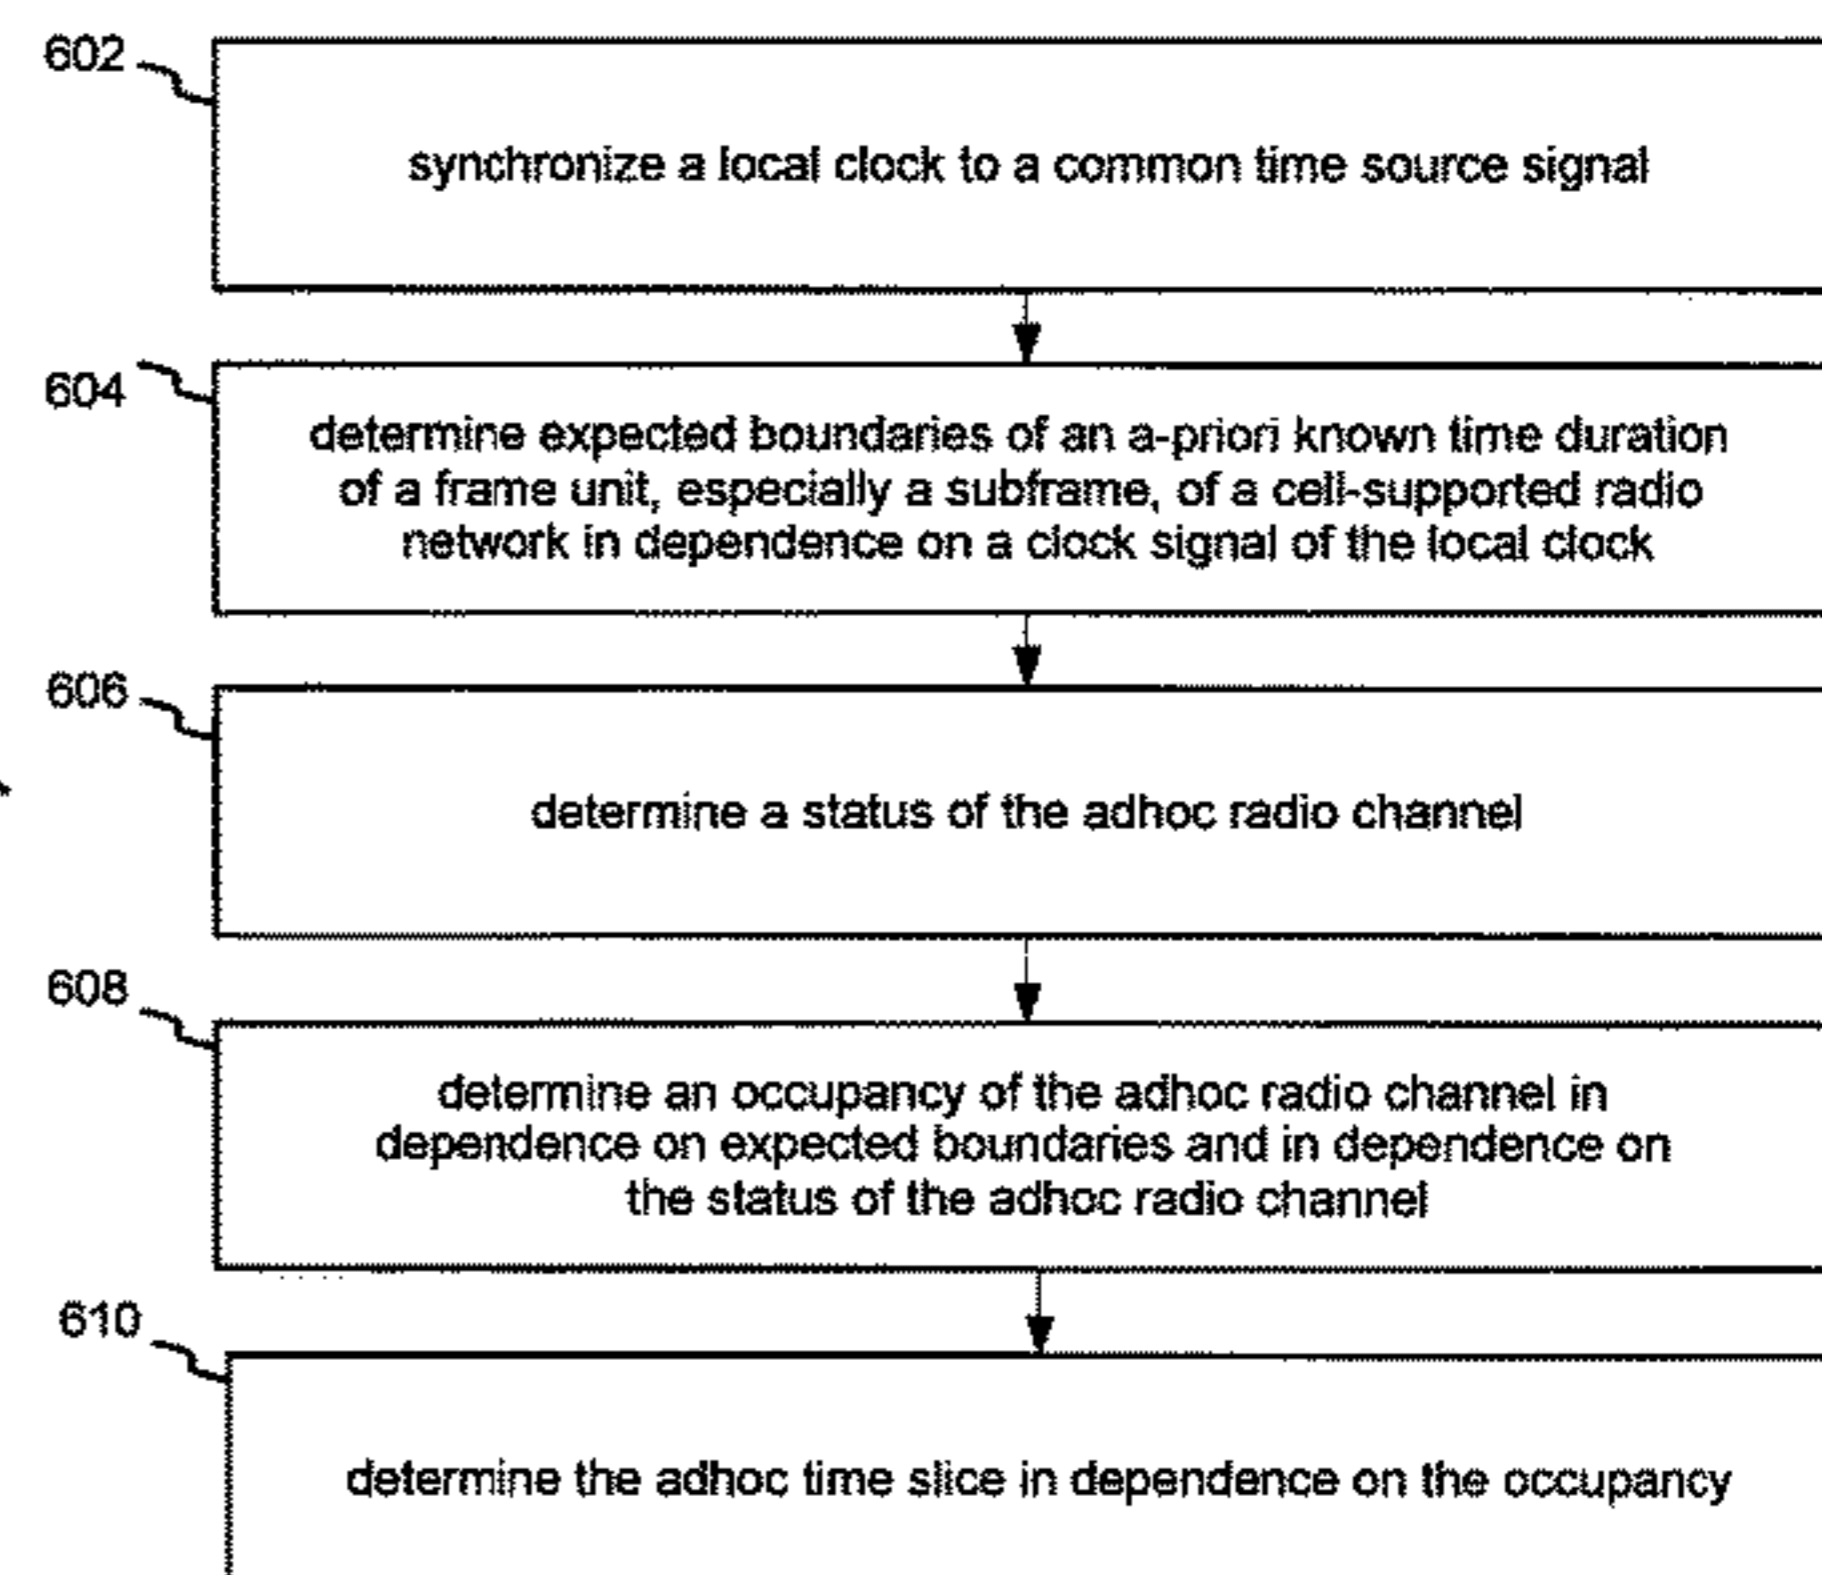 602
synchronize a local clock to a common time source signal
604
determine expected boundaries of an a-priori known time duration
of a frame unit, especially a subframe, of a cell-supported radio
network in dependence on a clock signal of the local clock
606
determine a status of the adhoc radio channel
608
determine an occupancy of the adhoc radio channel in
dependence on expected boundaries and in dependence on
the status of the adhoc radio channel
610
determine the adhoc time slice in dependence on the occupancy